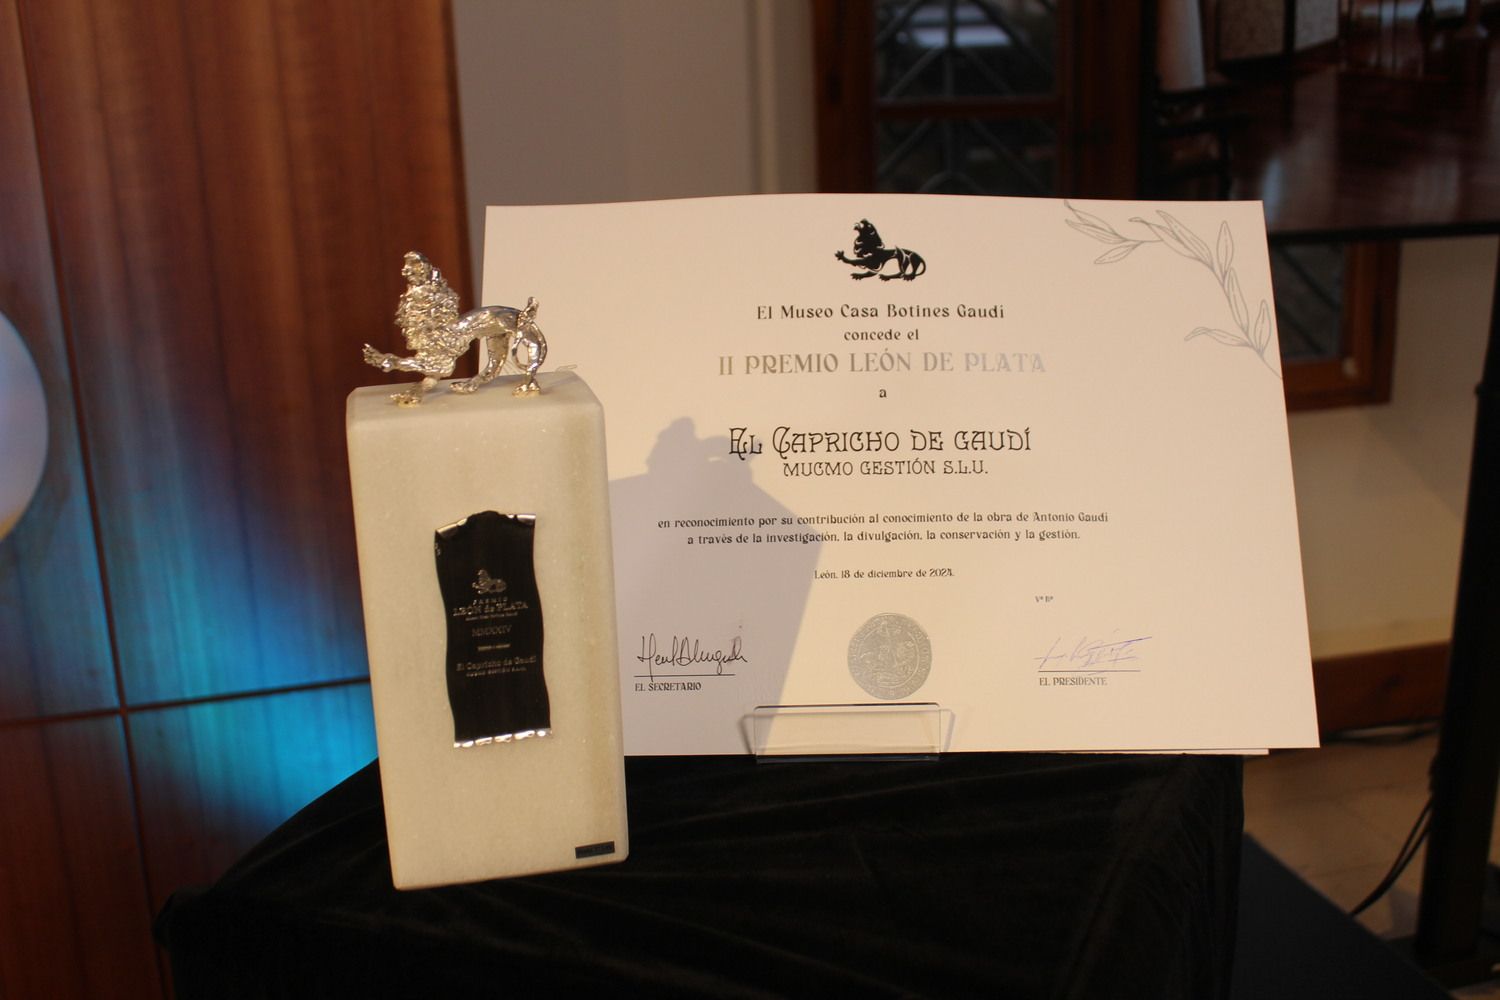 El Museo Casa Botines Gaudí
concede el
II PREMIO LEÓN DE PLATA
a
EL CAPRICHO DE GAUDÍ
MUCMO GESTIÓN S.L.U.
en reconocimiento por su contribución al conocimiento de la obra de Antonio Gaudí
a través de la investigación, la divulgación, la conservación y la gestión.
León, 18 de diciembre de 2024.
Vº Bº
EL SECRETARIO
EL PRESIDENTE
PREMIO
LEÓN de PLATA
MMXXIV
El Capricho de Gaudí
MUCMO GESTIÓN S.L.U.